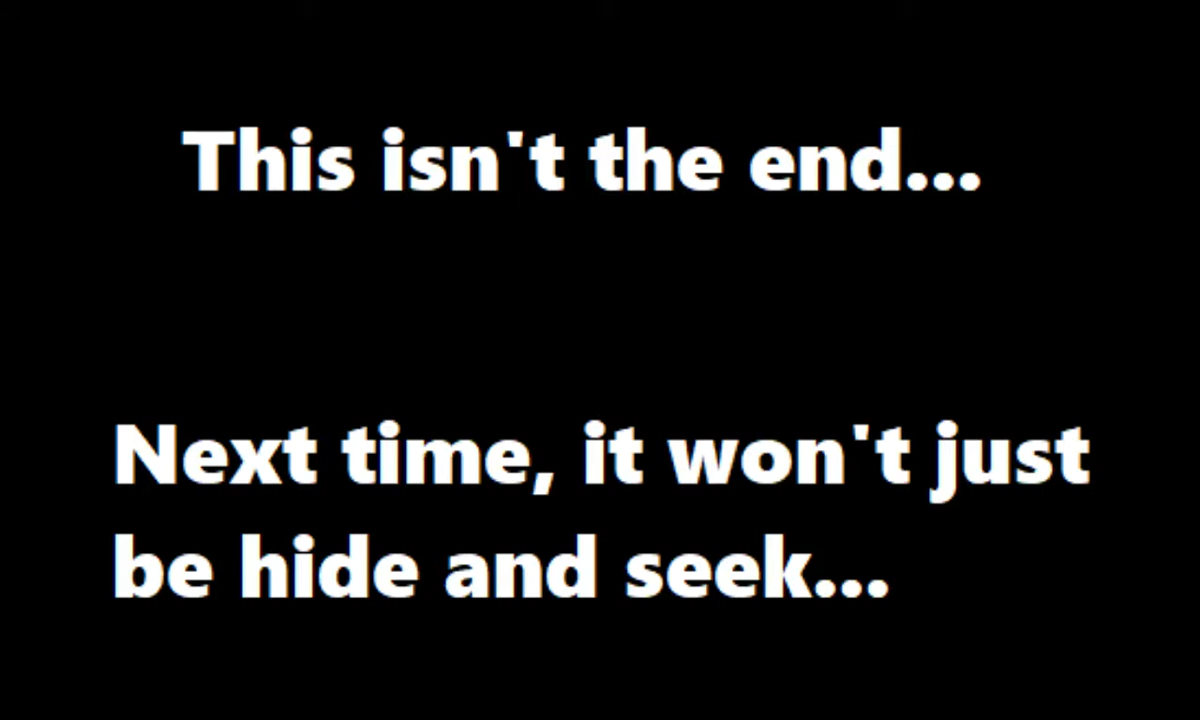 This isn't the end...
Next time, it won't just
be hide and seek...